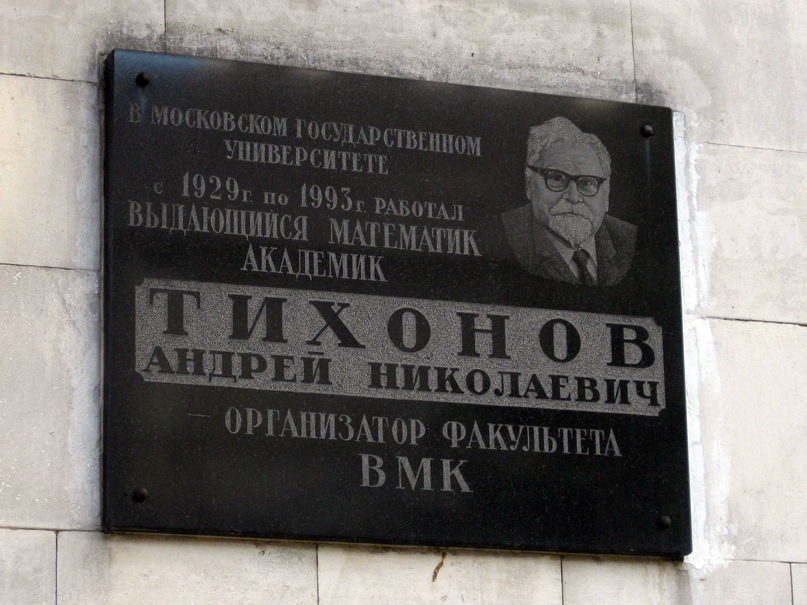 В МОСКОВСКОМ ГОСУДАРСТВЕННОМ
УНИВЕРСИТЕТЕ
С 1929Г. ПО 1993Г. РАБОТАЛ
ВЫДАЮЩИЙСЯ МАТЕМАТИК
АКАДЕМИК
ТИХОНОВ
АНДРЕЙ НИКОЛАЕВИЧ
— ОРГАНИЗАТОР ФАКУЛЬТЕТА
ВМК